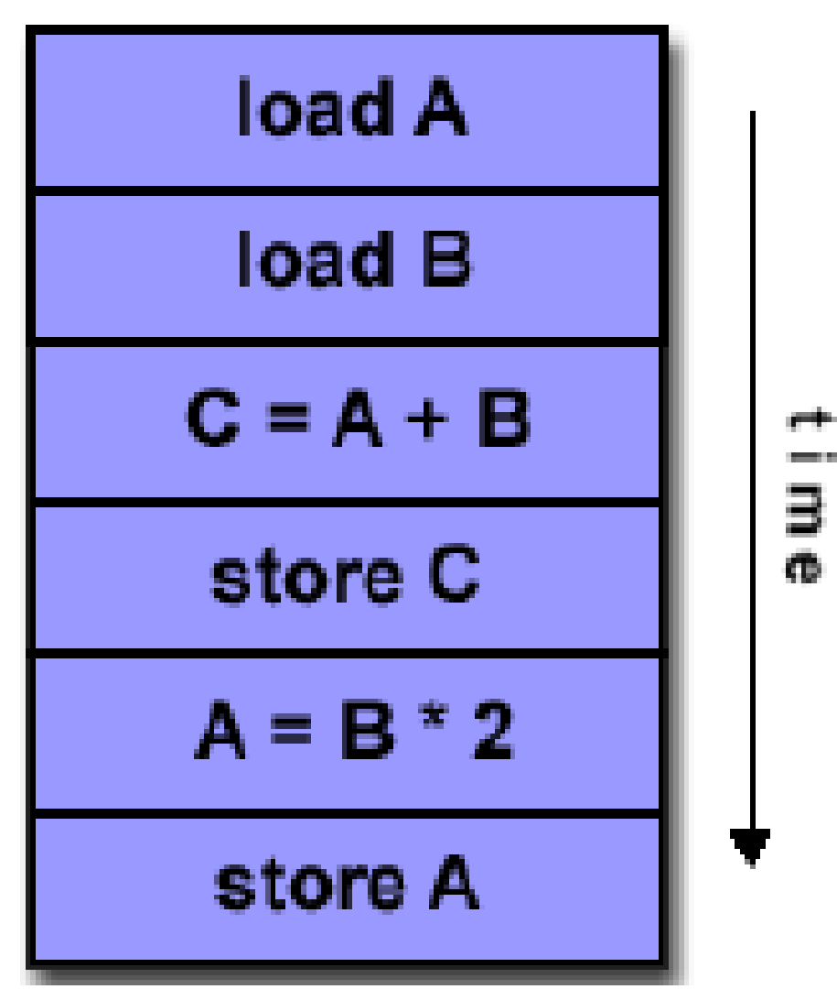 load A
load B
C = A + B
store C
A = B * 2
store A
time